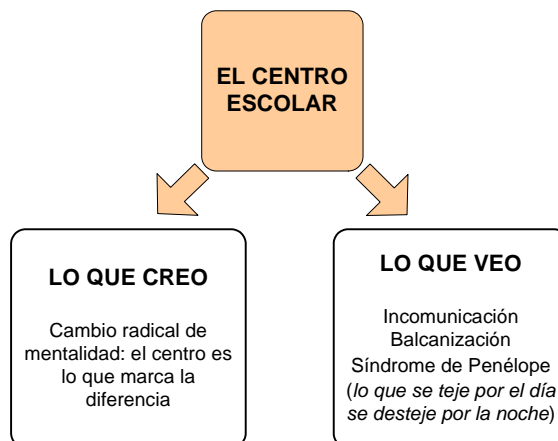 EL CENTRO
ESCOLAR
LO QUE CREO
Cambio radical de
mentalidad: el centro es
lo que marca la
diferencia
LO QUE VEO
Incomunicación
Balcanización
Síndrome de Penélope
(lo que se teje por el día
se desteje por la noche)